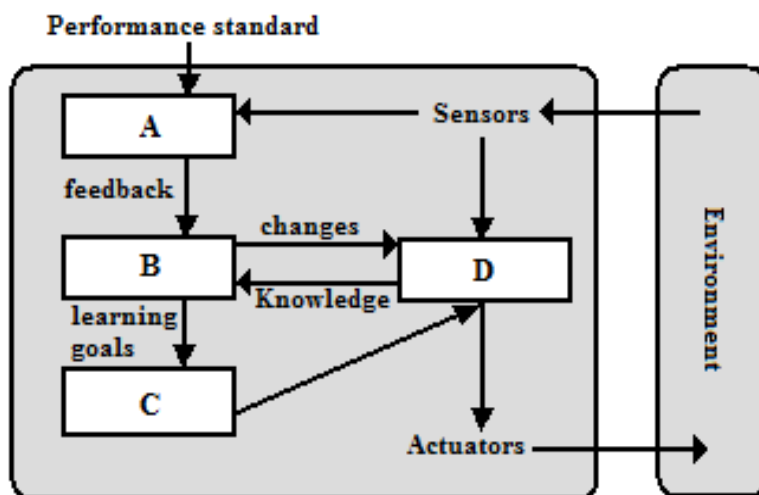 Performance standard
A
Sensors
feedback
changes
B
D
Knowledge
learning
goals
C
Actuators
Environment